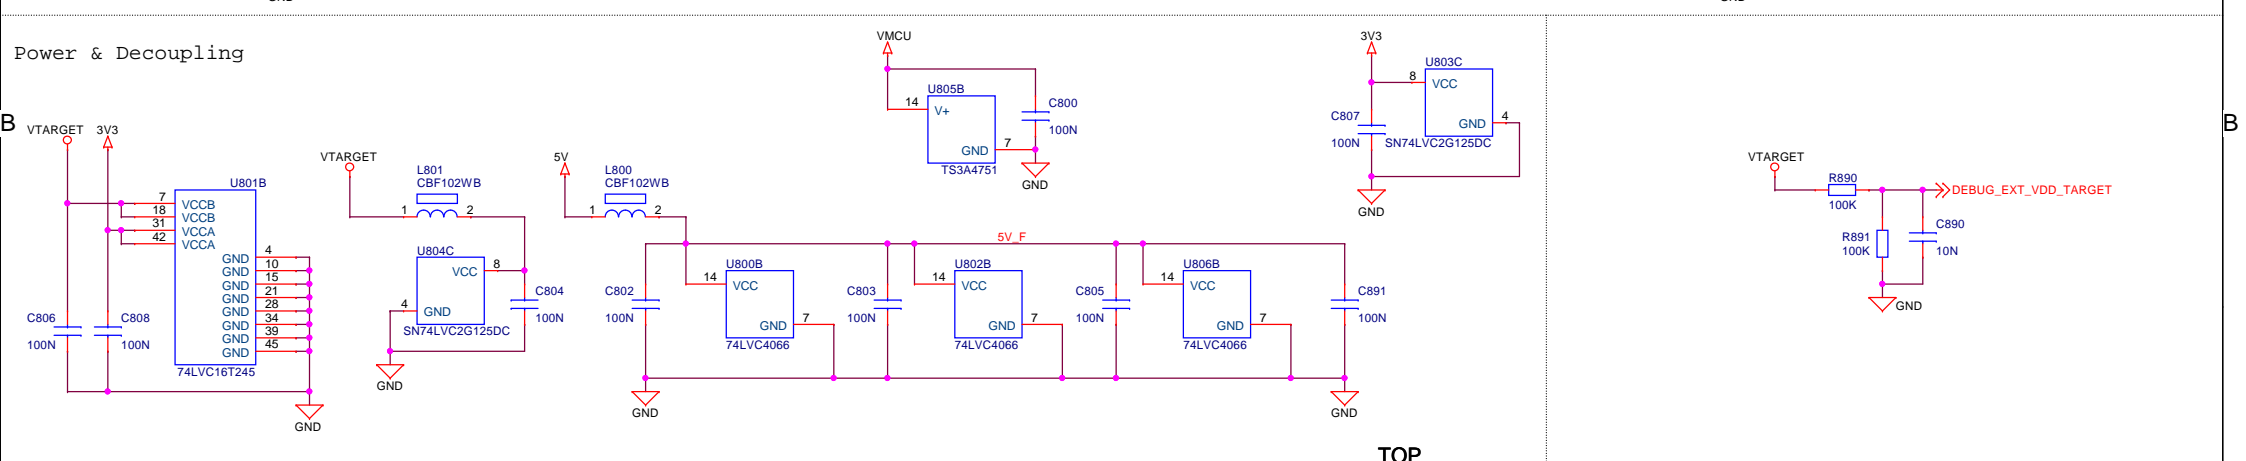 GND
GND
Power & Decoupling
B
VTARGET
3V3
U801B
7
VCCB
18
VCCB
31
VCCA
42
VCCA
GND
4
GND
10
GND
15
GND
21
GND
28
GND
34
GND
39
GND
45
74LVC16T245
C806
100N
C808
100N
GND
VTARGET
L801
CBF102WB
1
2
U804C
VCC
8
4
GND
SN74LVC2G125DC
C804
100N
GND
5V
L800
CBF102WB
1
2
5V_F
C802
100N
U800B
14
VCC
GND
7
74LVC4066
C803
100N
U802B
14
VCC
GND
7
74LVC4066
C805
100N
U806B
14
VCC
GND
7
74LVC4066
C891
100N
GND
GND
VMCU
U805B
14
V+
GND
7
TS3A4751
C800
100N
GND
3V3
U803C
8
VCC
GND
4
SN74LVC2G125DC
C807
100N
GND
VTARGET
R890
100K
DEBUG_EXT_VDD_TARGET
R891
100K
C890
10N
GND
B
TOP